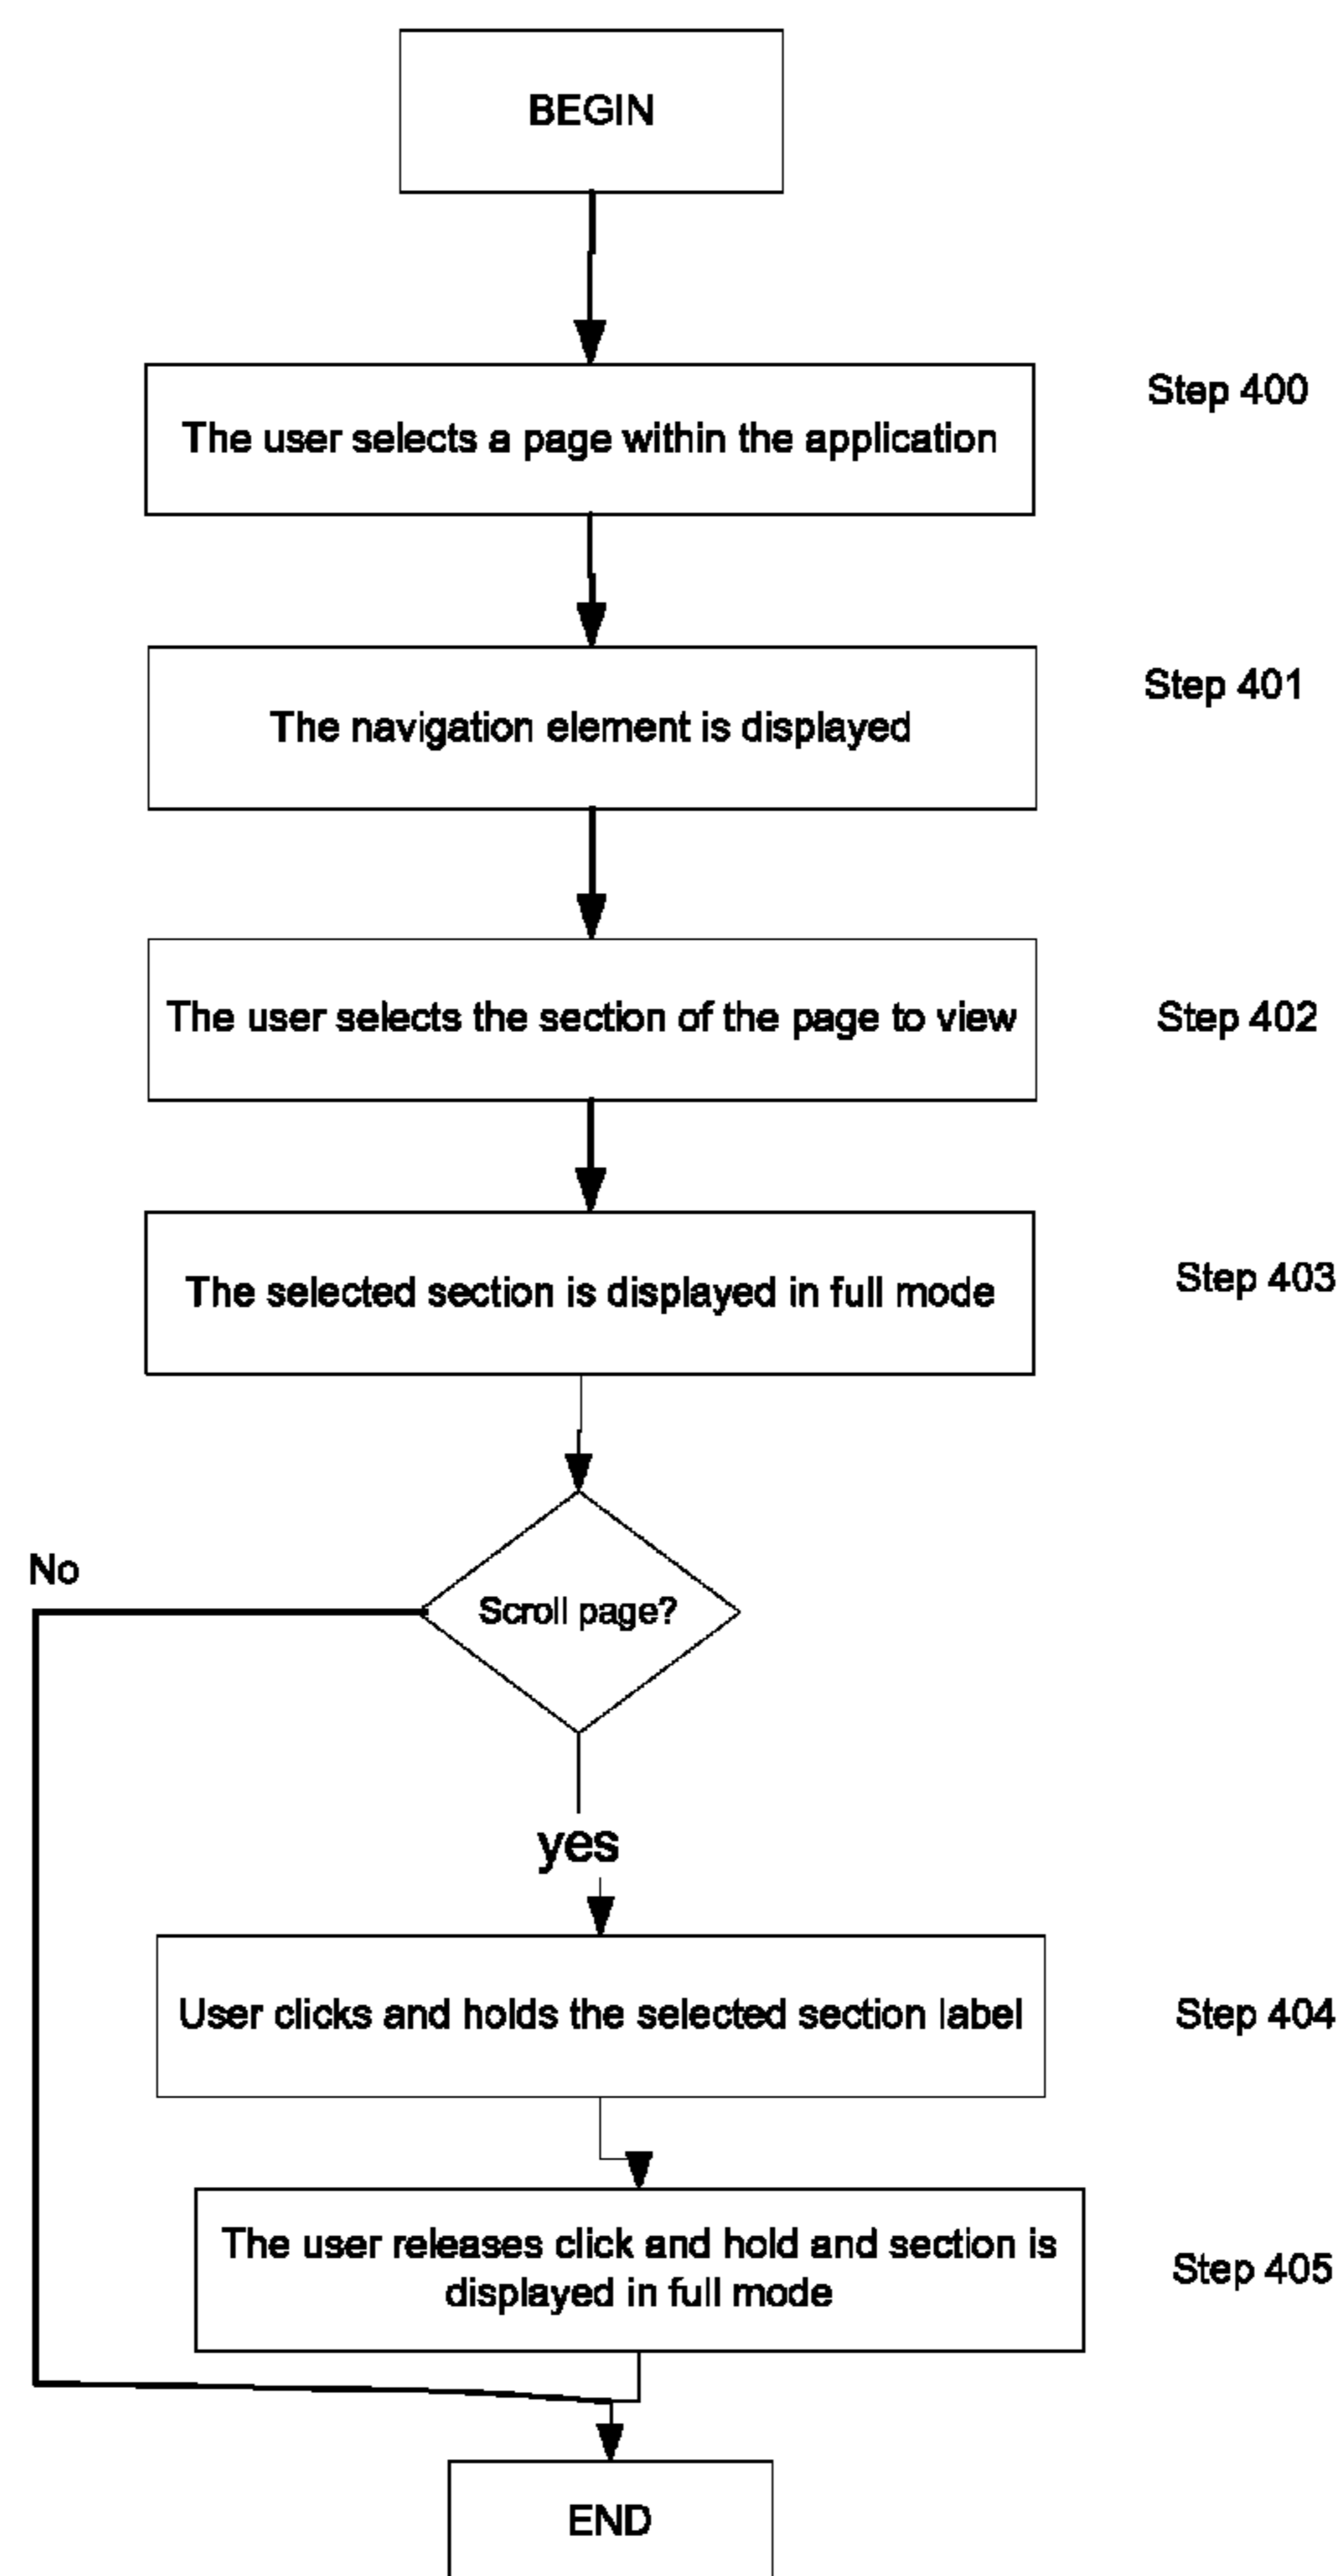 BEGIN
Step 400
The user selects a page within the application
Step 401
The navigation element is displayed
The user selects the section of the page to view
Step 402
The selected section is displayed in full mode
Step 403
No
Scroll page?
yes
User clicks and holds the selected section label
Step 404
The user releases click and hold and section is
displayed in full mode
Step 405
END